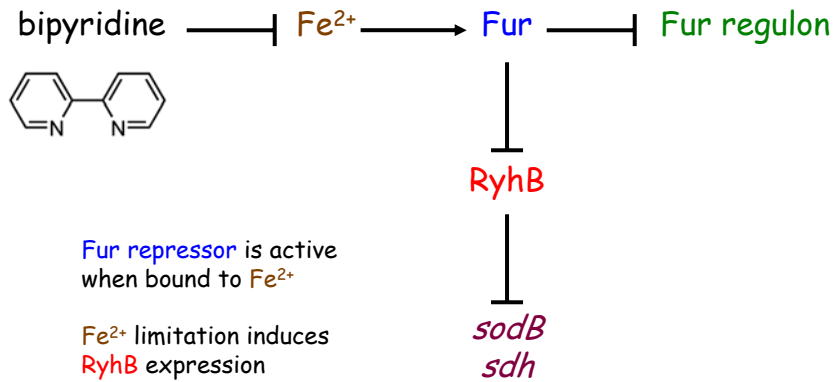 bipyridine Fe²⁺ Fur Fur regulon
N N
RyhB
Fur repressor is active
when bound to Fe²⁺
Fe²⁺ limitation induces
RyhB expression
sodB
sdh